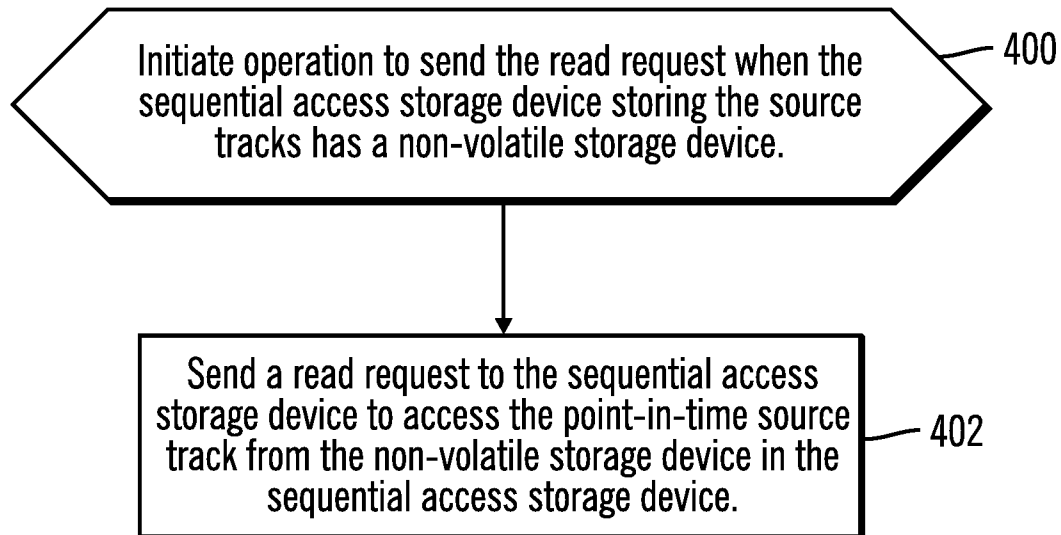 Initiate operation to send the read request when the
sequential access storage device storing the source
tracks has a non-volatile storage device.
400
Send a read request to the sequential access
storage device to access the point-in-time source
track from the non-volatile storage device in the
sequential access storage device.
402